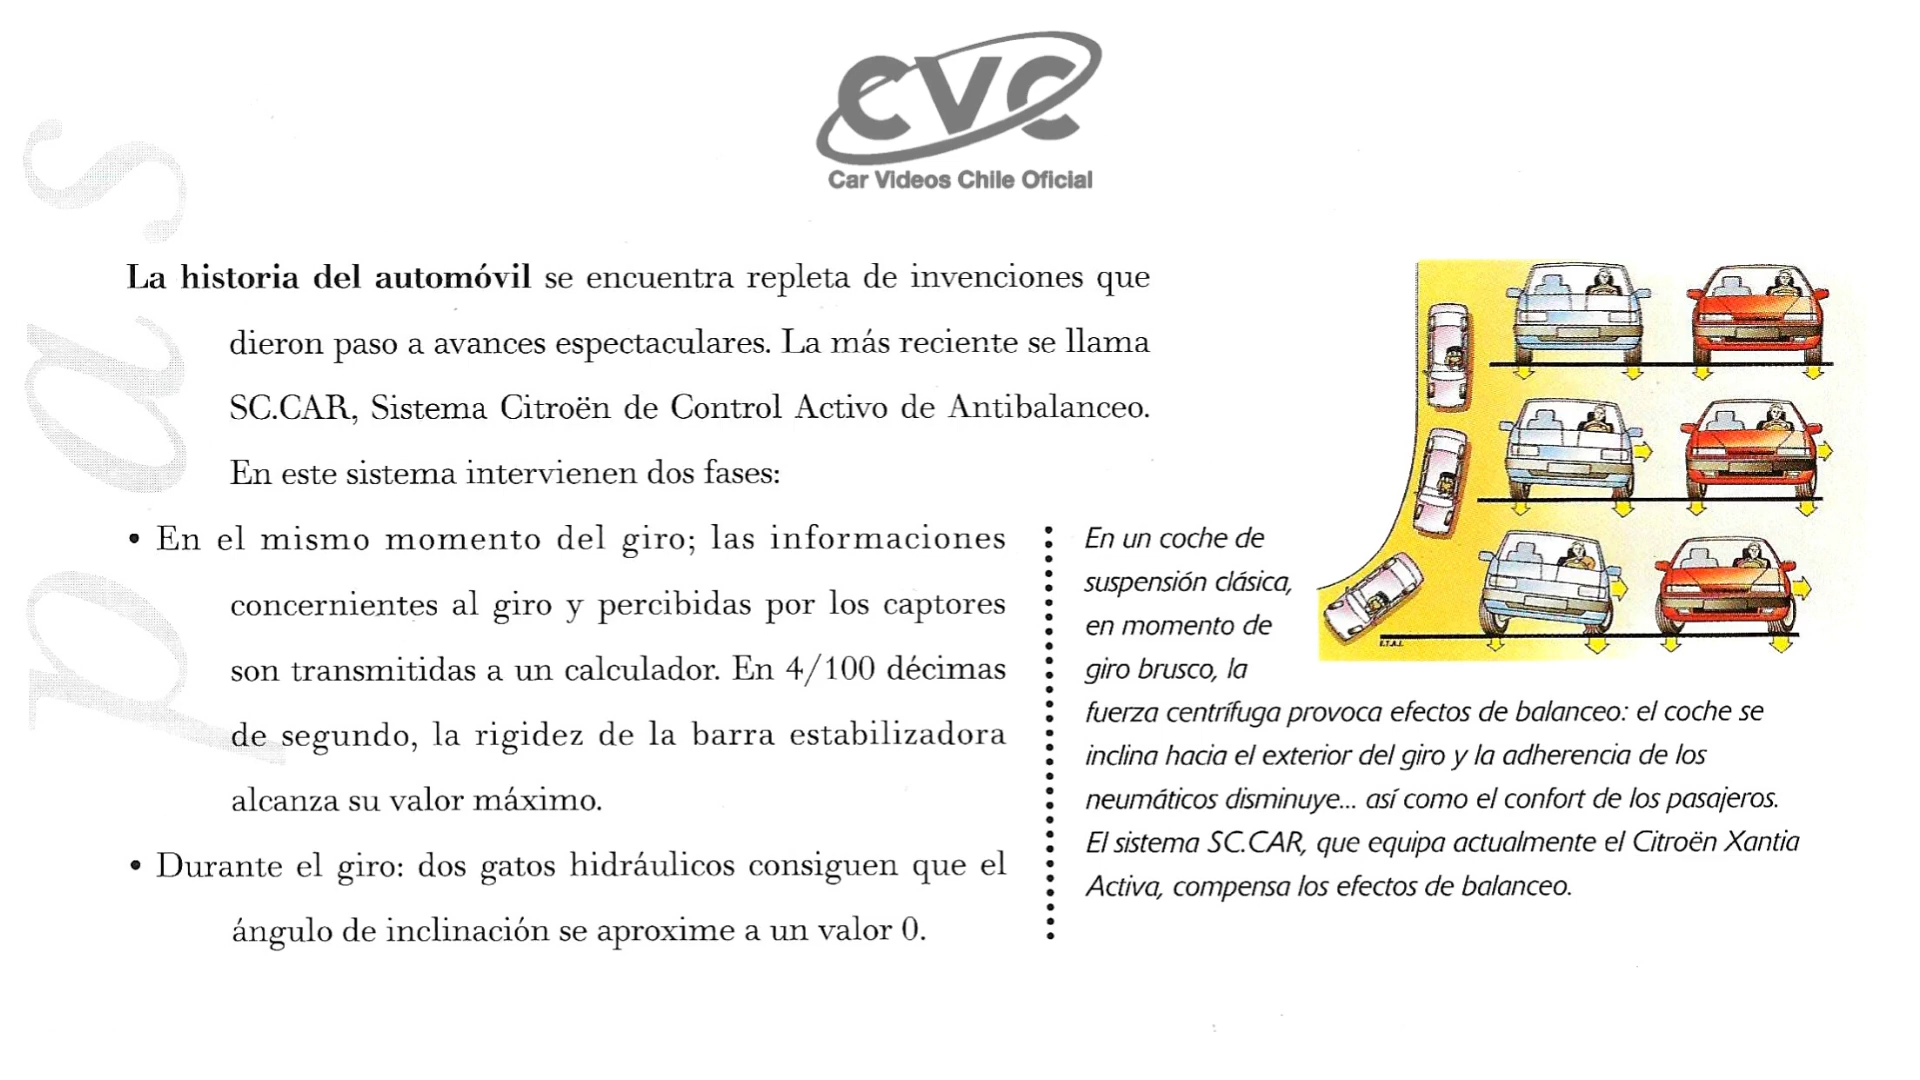 CVC
Car Videos Chile Oficial
pas
La historia del automóvil se encuentra repleta de invenciones que
dieron paso a avances espectaculares. La más reciente se llama
SC.CAR, Sistema Citroën de Control Activo de Antibalanceo.
En este sistema intervienen dos fases:
• En el mismo momento del giro; las informaciones
concernientes al giro y percibidas por los captores
son transmitidas a un calculador. En 4/100 décimas
de segundo, la rigidez de la barra estabilizadora
alcanza su valor máximo.
• Durante el giro: dos gatos hidráulicos consiguen que el
ángulo de inclinación se aproxime a un valor 0.
En un coche de
suspensión clásica,
en momento de
giro brusco, la
fuerza centrífuga provoca efectos de balanceo: el coche se
inclina hacia el exterior del giro y la adherencia de los
neumáticos disminuye... así como el confort de los pasajeros.
El sistema SC.CAR, que equipa actualmente el Citroën Xantia
Activa, compensa los efectos de balanceo.